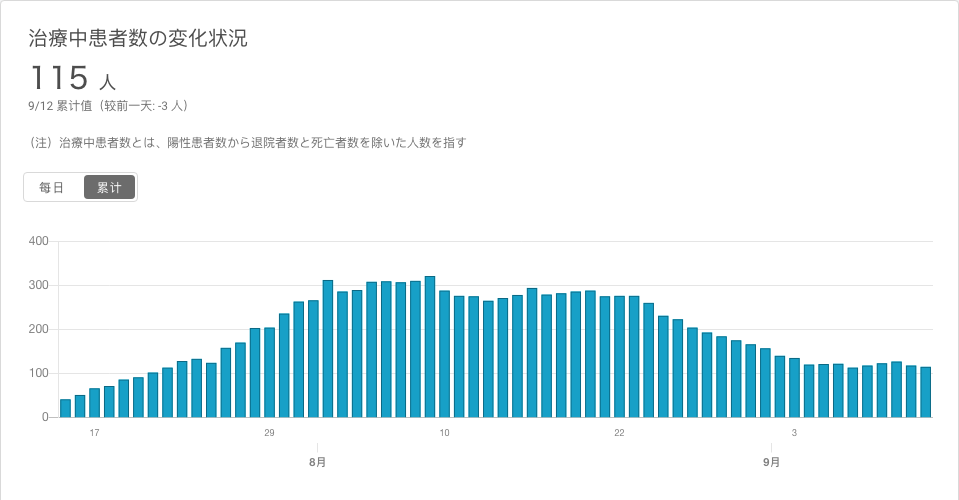 治療中患者数の変化状況
115 人
9/12 累计值（较前一天: -3 人）
（注）治療中患者数とは、陽性患者数から退院者数と死亡者数を除いた人数を指す
每日 累计
400
300
200
100
0
17 29 10 22 3
8月 9月